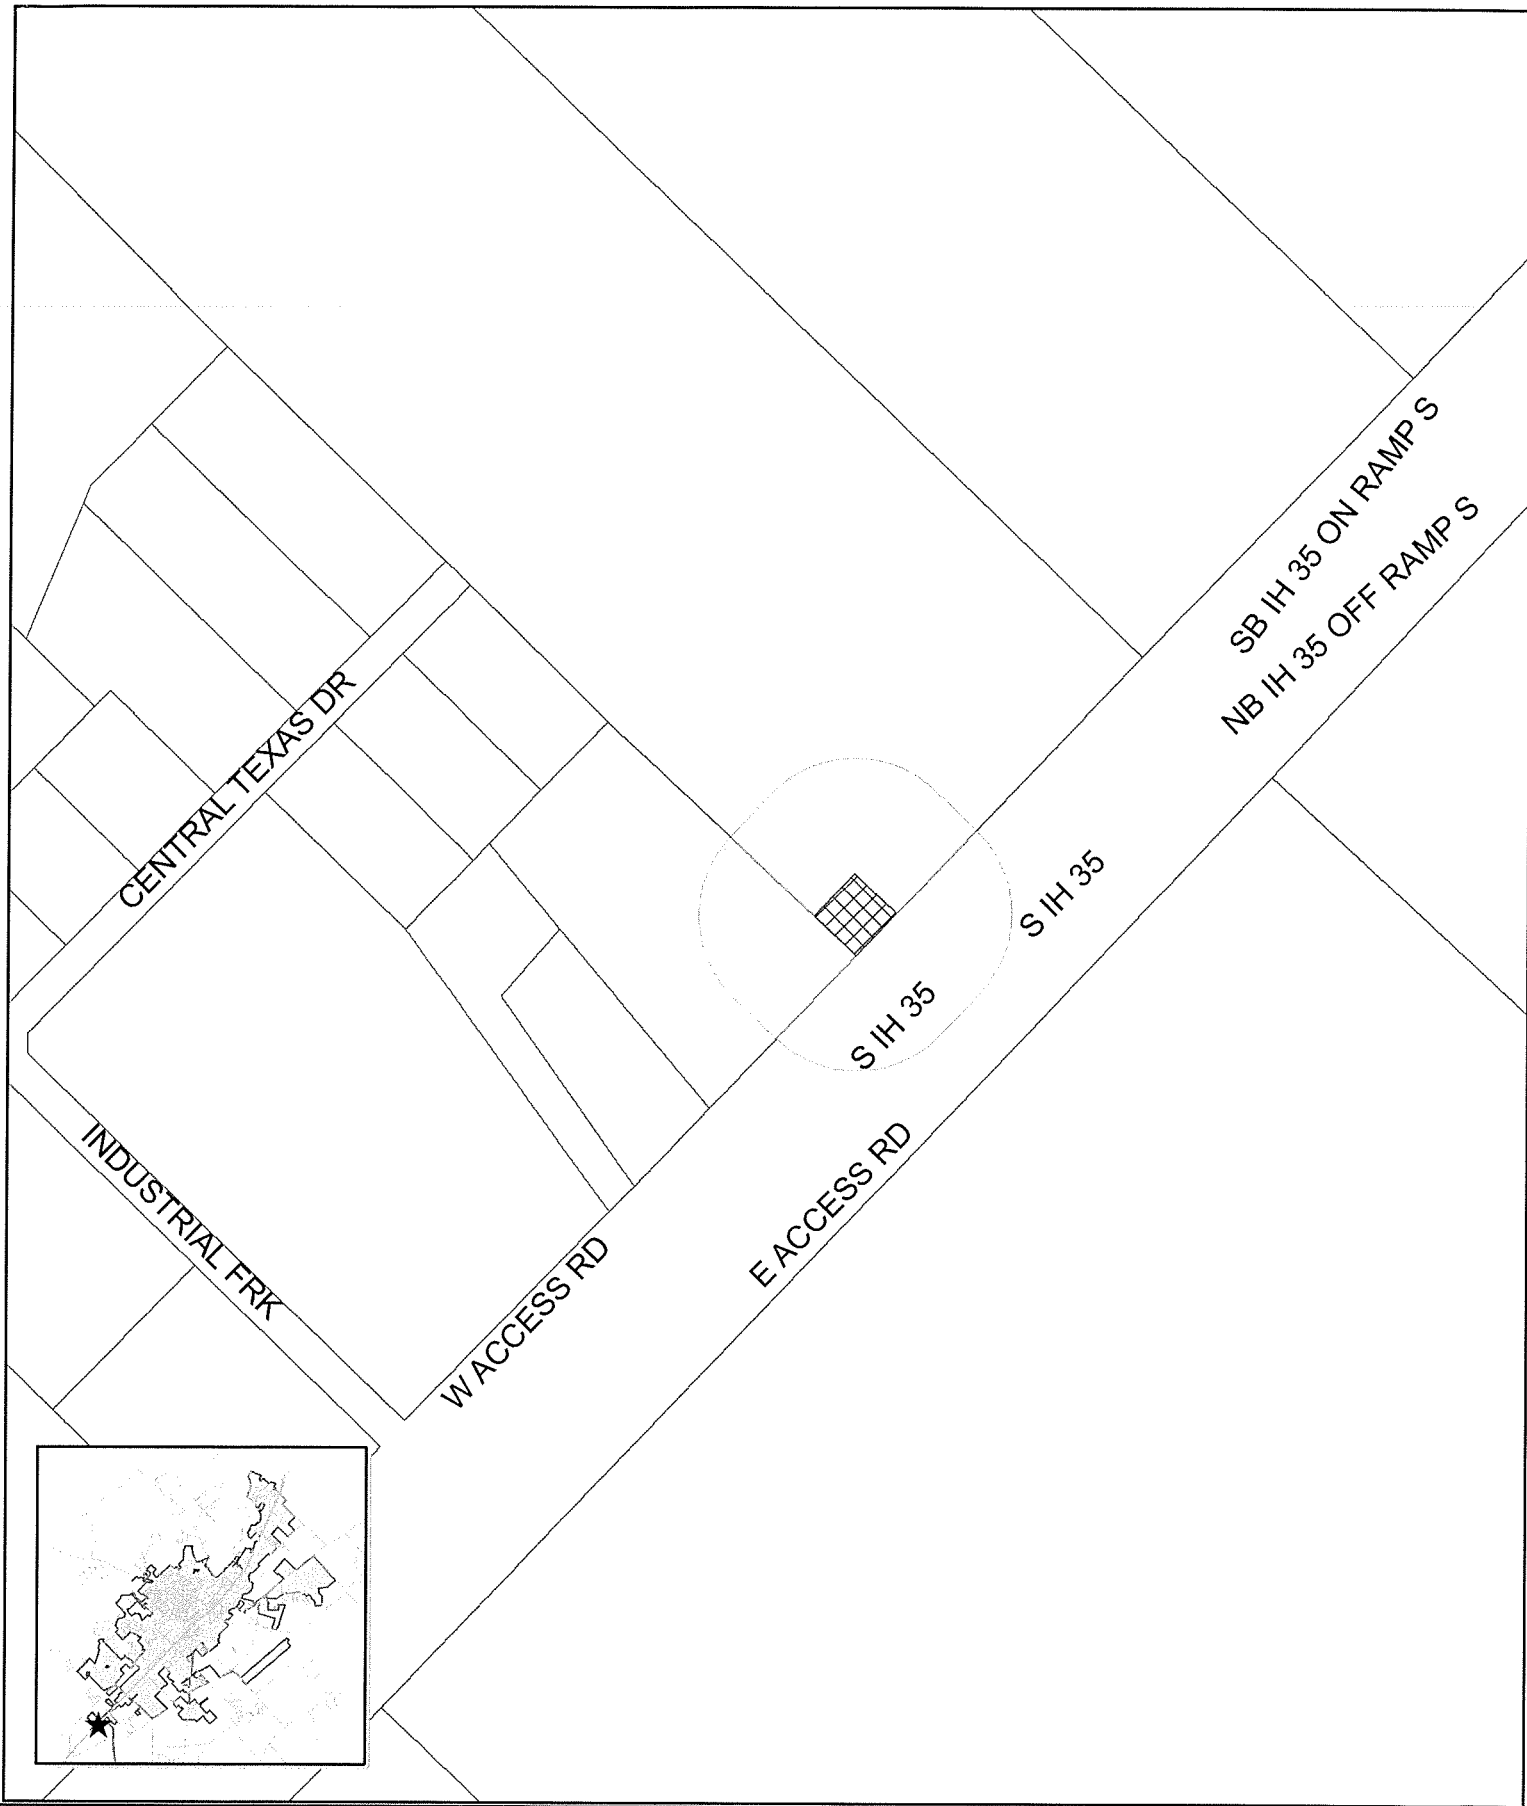 SB IH 35 ON RAMP S
NB IH 35 OFF RAMP S
CENTRAL TEXAS DR
S IH 35
S IH 35
INDUSTRIAL FRK
E ACCESS RD
W ACCESS RD